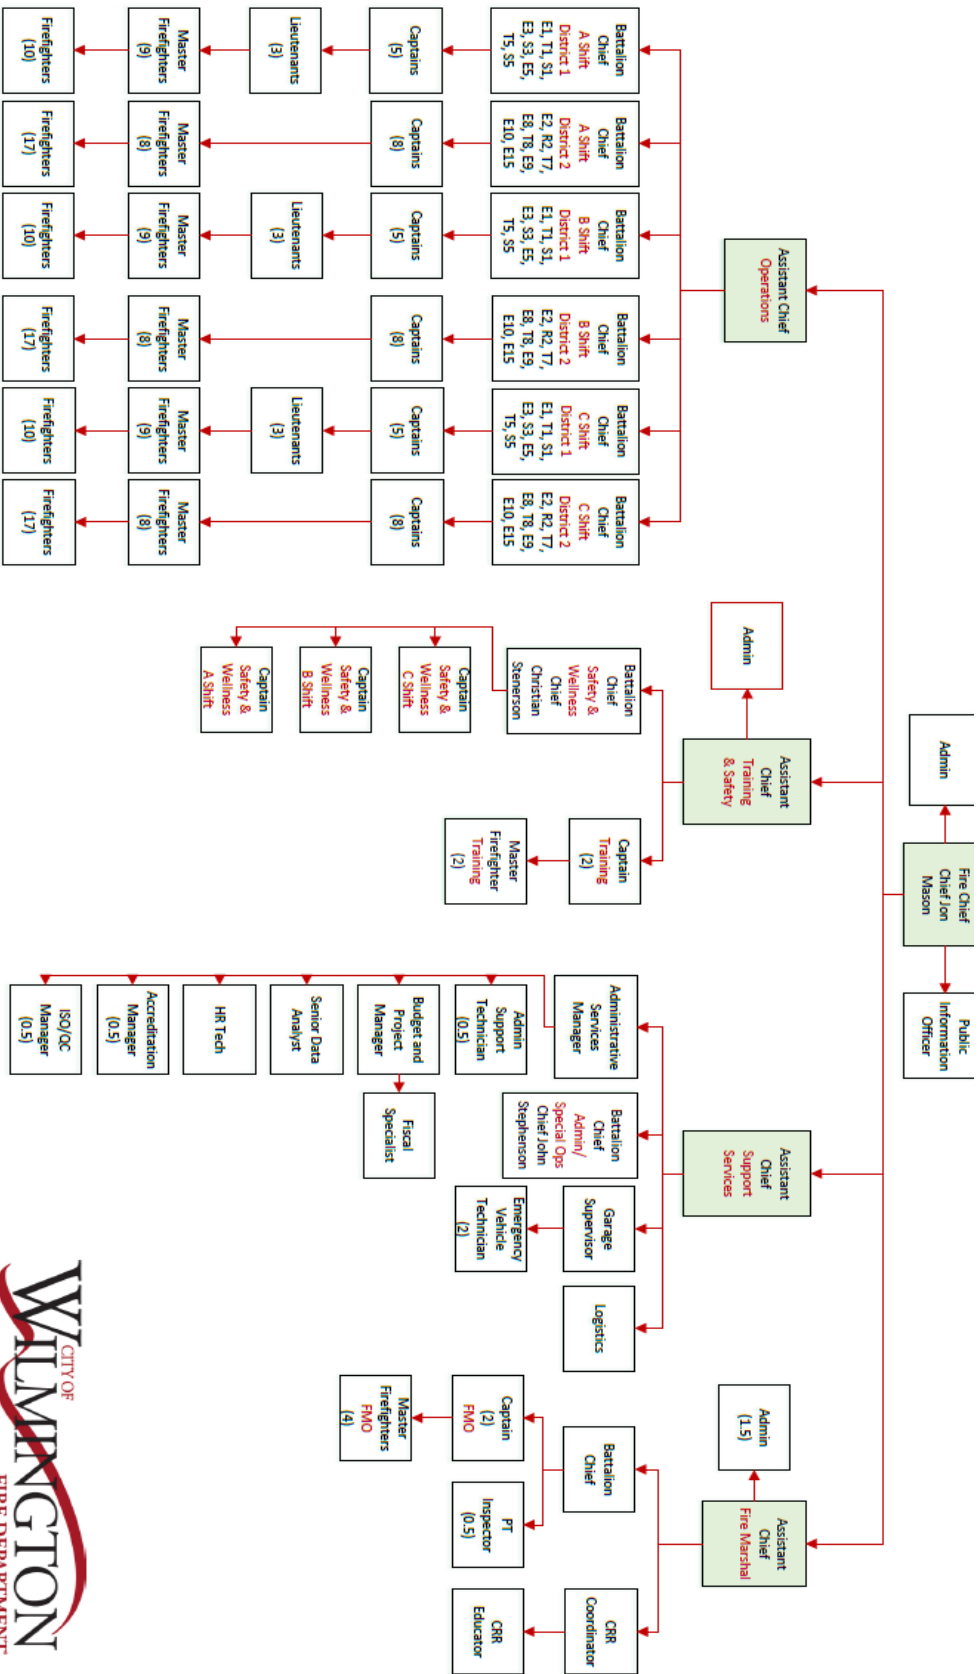 Fire Chief
Chief Jon
Mason
Admin
Public
Information
Officer
Assistant Chief
Operations
Battalion
Chief
A Shift
District 1
E1, T1, S1,
E3, S3, E5,
T5, S5
Captains
(5)
Lieutenants
(3)
Master
Firefighters
(9)
Firefighters
(10)
Battalion
Chief
A Shift
District 2
E2, R2, T7,
E8, T8, E9,
E10, E15
Captains
(8)
Master
Firefighters
(8)
Firefighters
(17)
Battalion
Chief
B Shift
District 1
E1, T1, S1,
E3, S3, E5,
T5, S5
Captains
(5)
Lieutenants
(3)
Master
Firefighters
(9)
Firefighters
(10)
Battalion
Chief
B Shift
District 2
E2, R2, T7,
E8, T8, E9,
E10, E15
Captains
(8)
Master
Firefighters
(8)
Firefighters
(17)
Battalion
Chief
C Shift
District 1
E1, T1, S1,
E3, S3, E5,
T5, S5
Captains
(5)
Lieutenants
(3)
Master
Firefighters
(9)
Firefighters
(10)
Battalion
Chief
C Shift
District 2
E2, R2, T7,
E8, T8, E9,
E10, E15
Captains
(8)
Master
Firefighters
(8)
Firefighters
(17)
Assistant
Chief
Training
& Safety
Admin
Battalion
Chief
Safety &
Wellness
Chief
Christian
Stenerson
Captain
Safety &
Wellness
C Shift
Captain
Safety &
Wellness
B Shift
Captain
Safety &
Wellness
A Shift
Captain
Training
(2)
Master
Firefighter
Training
(2)
Assistant
Chief
Support
Services
Administrative
Services
Manager
Admin
Support
Technician
(0.5)
Budget and
Project
Manager
Fiscal
Specialist
Senior Data
Analyst
HR Tech
Accreditation
Manager
(0.5)
ISO/QC
Manager
(0.5)
Battalion
Chief
Admin/
Special Ops
Chief John
Stephenson
Garage
Supervisor
Emergency
Vehicle
Technician
(2)
Logistics
Assistant
Chief
Fire Marshal
Admin
(1.5)
Battalion
Chief
Captain
(2)
FMO
Master
Firefighters
FMO
(4)
PT
Inspector
(0.5)
CRR
Coordinator
CRR
Educator
CITY OF
WILMINGTON
FIRE DEPARTMENT